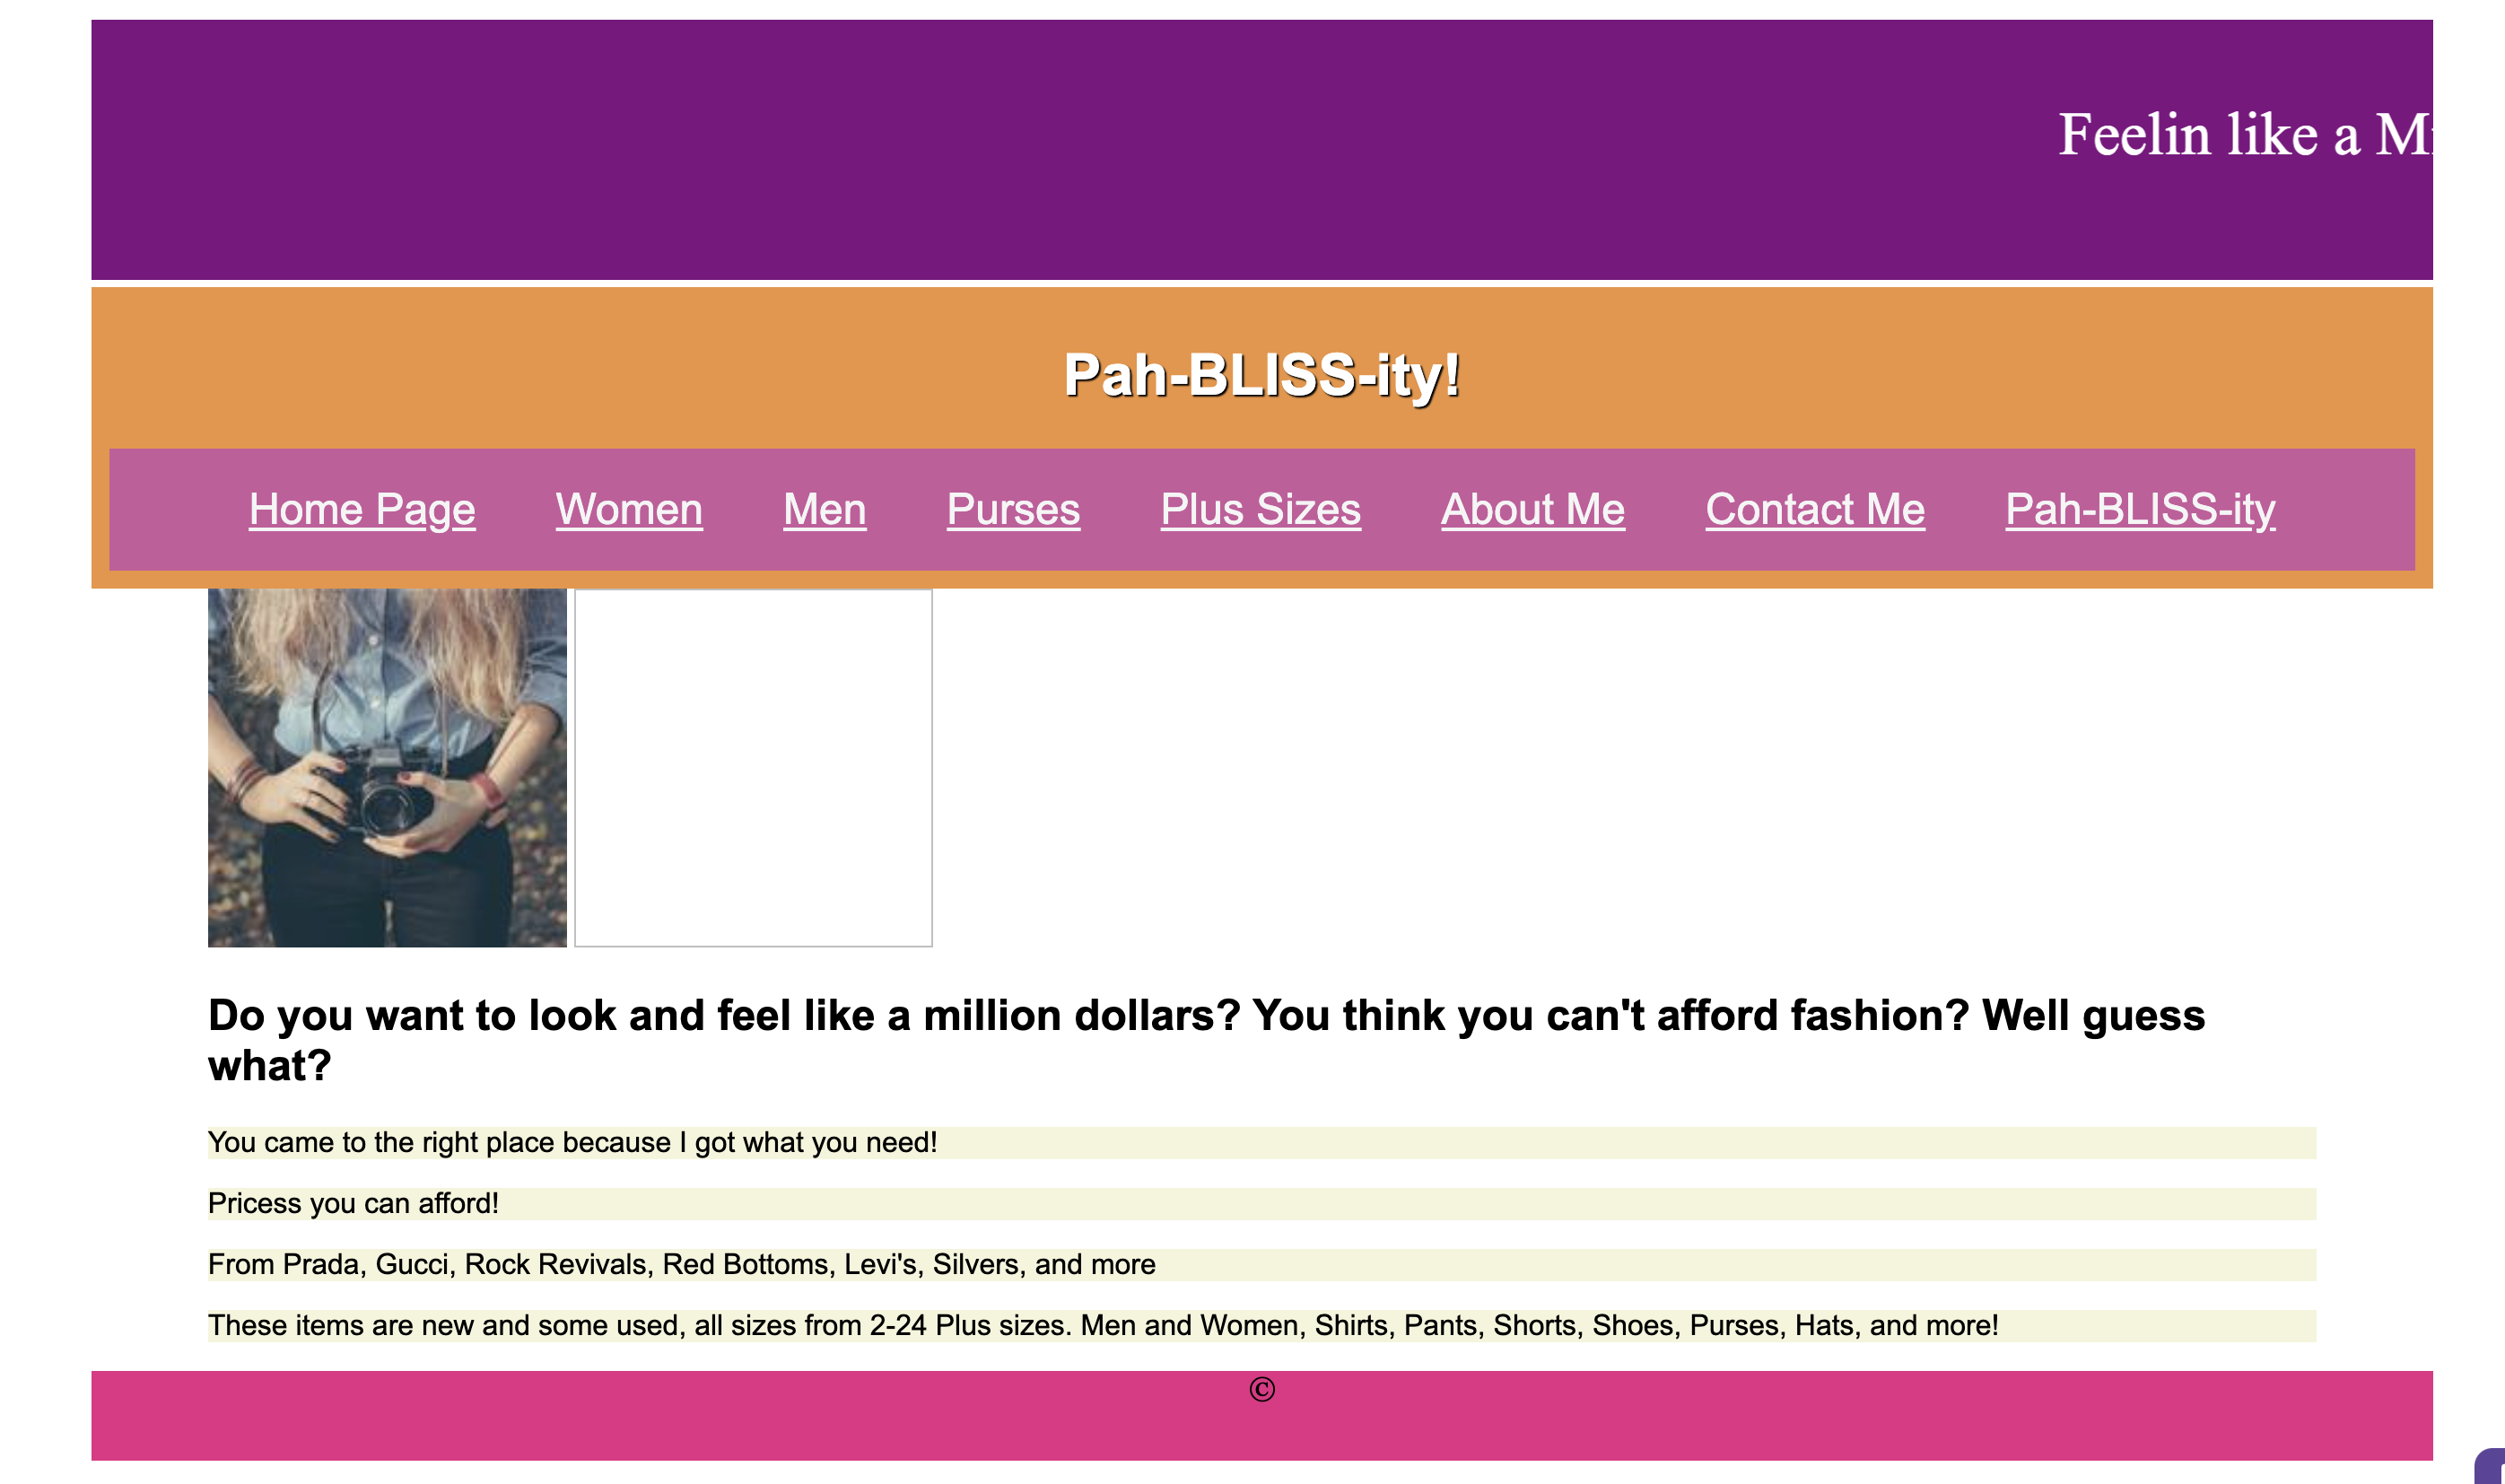 Feelin like a M
Pah-BLISS-ity!
Home Page Women Men Purses Plus Sizes About Me Contact Me Pah-BLISS-ity
Do you want to look and feel like a million dollars? You think you can't afford fashion? Well guess
what?
You came to the right place because I got what you need!
Pricess you can afford!
From Prada, Gucci, Rock Revivals, Red Bottoms, Levi's, Silvers, and more
These items are new and some used, all sizes from 2-24 Plus sizes. Men and Women, Shirts, Pants, Shorts, Shoes, Purses, Hats, and more!
©